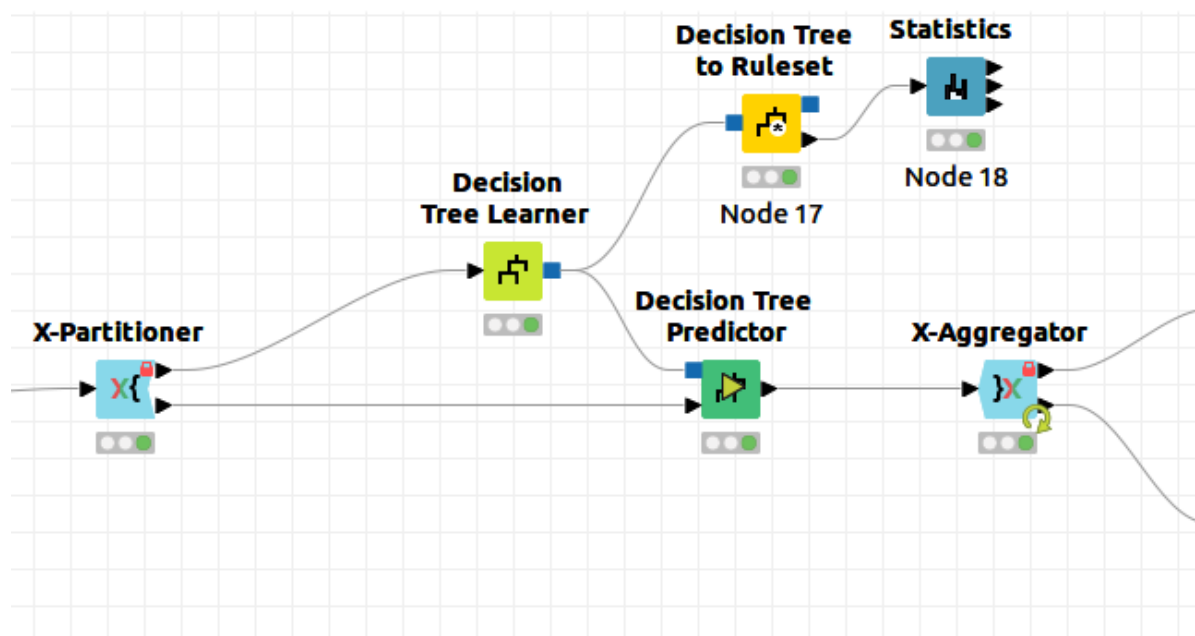 Decision Tree
to Ruleset
Statistics
Node 18
Node 17
Decision
Tree Learner
Decision Tree
Predictor
X-Partitioner
X{
X-Aggregator
}X